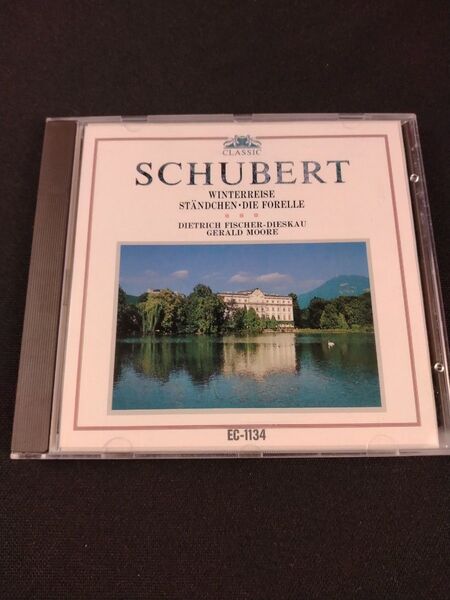 CLASSIC
SCHUBERT
WINTERREISE
STÄNDCHEN·DIE FORELLE
DIETRICH FISCHER-DIESKAU
GERALD MOORE
EC-1134